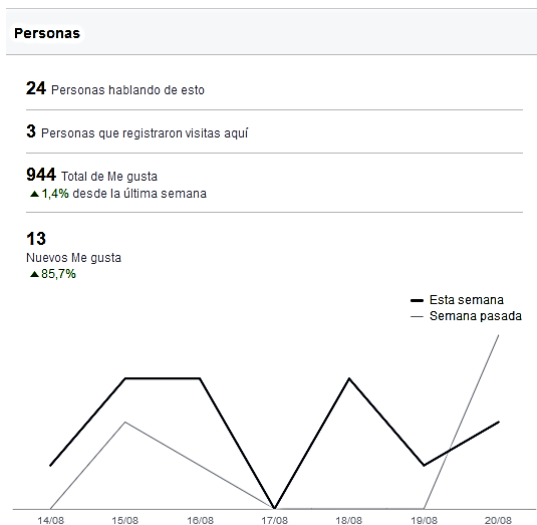 Personas
24 Personas hablando de esto
3 Personas que registraron visitas aquí
944 Total de Me gusta
▲1,4% desde la última semana
13
Nuevos Me gusta
▲85,7%
Esta semana
Semana pasada
14/08 15/08 16/08 17/08 18/08 19/08 20/08